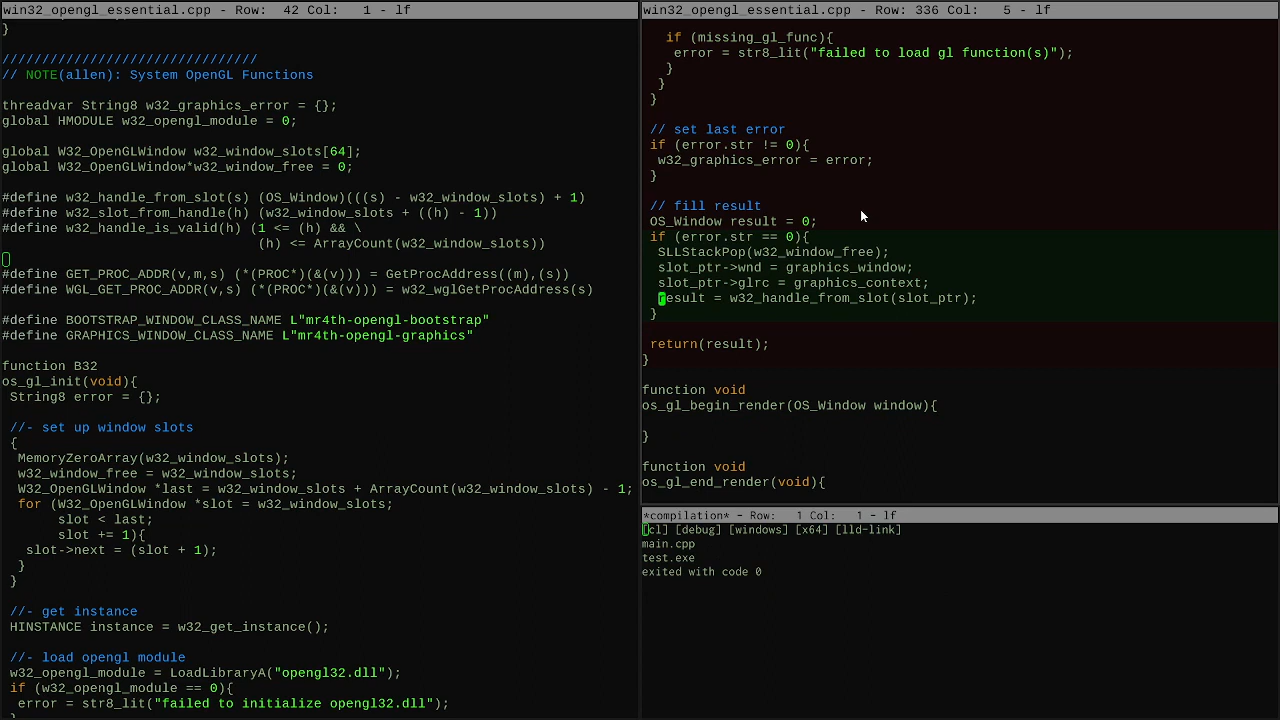 win32_opengl_essential.cpp - Row:  42 Col:   1 - lf
}
////////////////////////////////
// NOTE(allen): System OpenGL Functions
threadvar String8 w32_graphics_error = {};
global HMODULE w32_opengl_module = 0;
global W32_OpenGLWindow w32_window_slots[64];
global W32_OpenGLWindow*w32_window_free = 0;
#define w32_handle_from_slot(s) (OS_Window)(((s) - w32_window_slots) + 1)
#define w32_slot_from_handle(h) (w32_window_slots + ((h) - 1))
#define w32_handle_is_valid(h) (1 <= (h) && \
(h) <= ArrayCount(w32_window_slots))
#define GET_PROC_ADDR(v,m,s) (*(PROC*)(&(v))) = GetProcAddress((m),(s))
#define WGL_GET_PROC_ADDR(v,s) (*(PROC*)(&(v))) = w32_wglGetProcAddress(s)
#define BOOTSTRAP_WINDOW_CLASS_NAME L"mr4th-opengl-bootstrap"
#define GRAPHICS_WINDOW_CLASS_NAME L"mr4th-opengl-graphics"
function B32
os_gl_init(void){
String8 error = {};
//- set up window slots
{
MemoryZeroArray(w32_window_slots);
w32_window_free = w32_window_slots;
W32_OpenGLWindow *last = w32_window_slots + ArrayCount(w32_window_slots) - 1;
for (W32_OpenGLWindow *slot = w32_window_slots;
slot < last;
slot += 1){
slot->next = (slot + 1);
}
}
//- get instance
HINSTANCE instance = w32_get_instance();
//- load opengl module
w32_opengl_module = LoadLibraryA("opengl32.dll");
if (w32_opengl_module == 0){
error = str8_lit("failed to initialize opengl32.dll");
}
win32_opengl_essential.cpp - Row: 336 Col:   5 - lf
if (missing_gl_func){
error = str8_lit("failed to load gl function(s)");
}
}
}
// set last error
if (error.str != 0){
w32_graphics_error = error;
}
// fill result
OS_Window result = 0;
if (error.str == 0){
SLLStackPop(w32_window_free);
slot_ptr->wnd = graphics_window;
slot_ptr->glrc = graphics_context;
result = w32_handle_from_slot(slot_ptr);
}
return(result);
}
function void
os_gl_begin_render(OS_Window window){
}
function void
os_gl_end_render(void){
*compilation* - Row:   1 Col:   1 - lf
[cl] [debug] [windows] [x64] [lld-link]
main.cpp
test.exe
exited with code 0